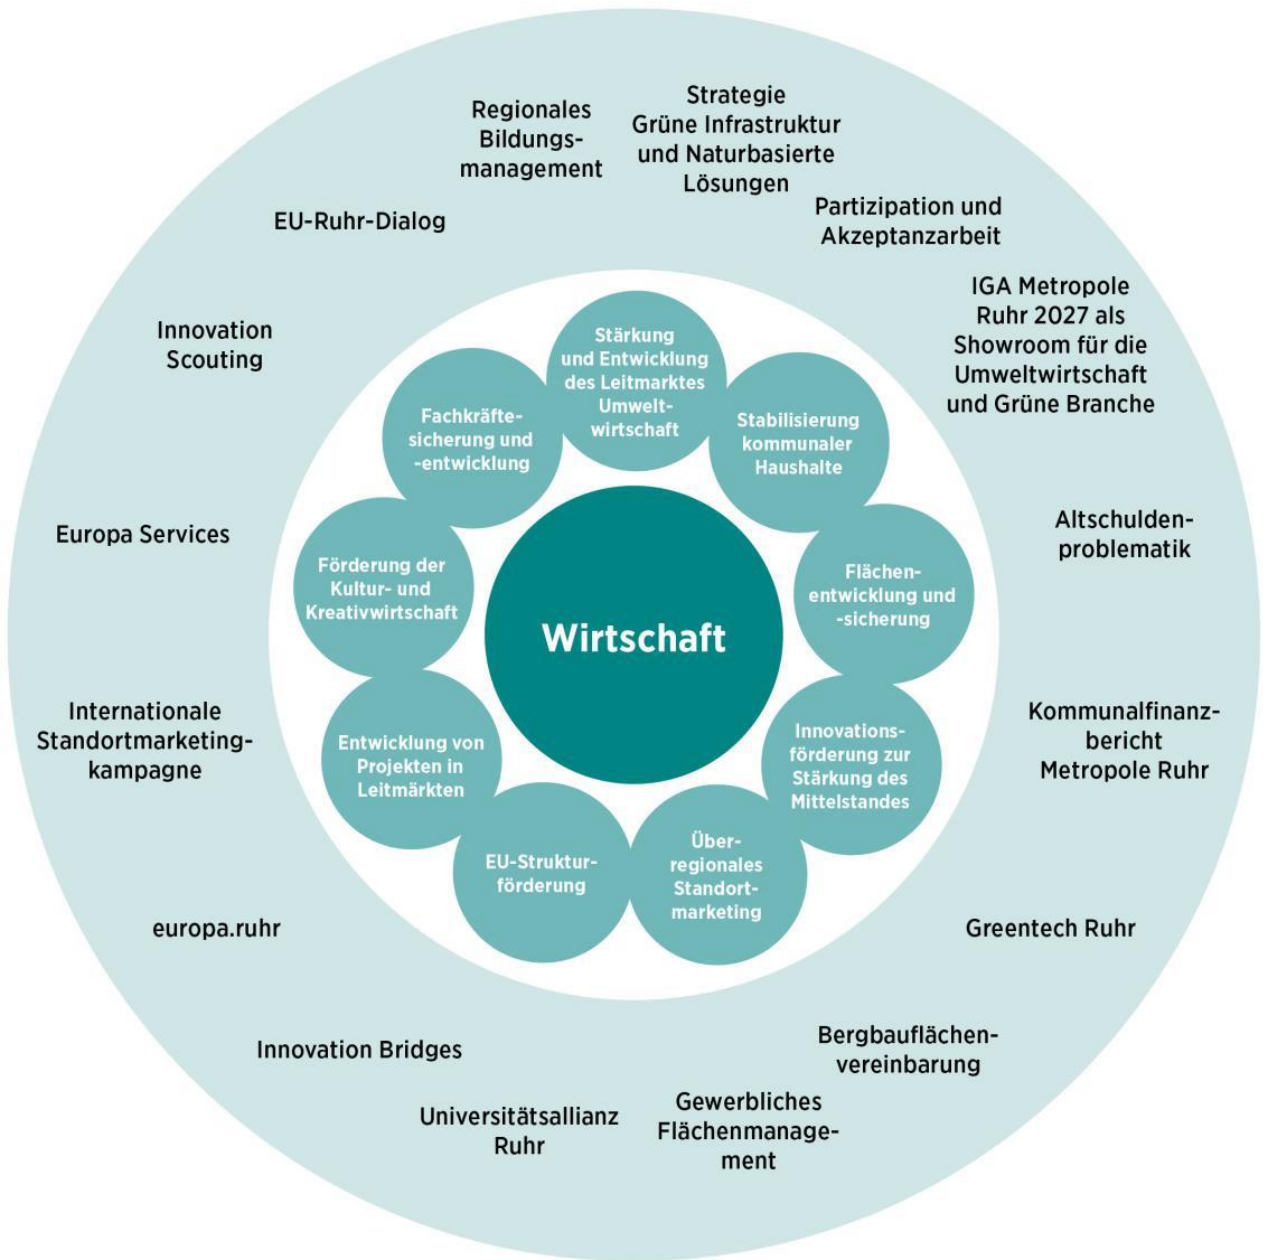 Regionales
Bildungs-
management
Strategie
Grüne Infrastruktur
und Naturbasierte
Lösungen
Partizipation und
Akzeptanzarbeit
IGA Metropole
Ruhr 2027 als
Showroom für die
Umweltwirtschaft
und Grüne Branche
Altschulden-
problematik
Kommunalfinanz-
bericht
Metropole Ruhr
Greentech Ruhr
Bergbauflächen-
vereinbarung
Gewerbliches
Flächenmanage-
ment
Universitätsallianz
Ruhr
Innovation Bridges
europa.ruhr
Internationale
Standortmarketing-
kampagne
Europa Services
Innovation
Scouting
EU-Ruhr-Dialog
Stärkung
und Entwicklung
des Leitmarktes
Umwelt-
wirtschaft
Stabilisierung
kommunaler
Haushalte
Flächen-
entwicklung und
-sicherung
Innovations-
förderung zur
Stärkung des
Mittelstandes
Über-
regionales
Standort-
marketing
EU-Struktur-
förderung
Entwicklung von
Projekten in
Leitmärkten
Förderung der
Kultur- und
Kreativwirtschaft
Fachkräfte-
sicherung und
-entwicklung
Wirtschaft